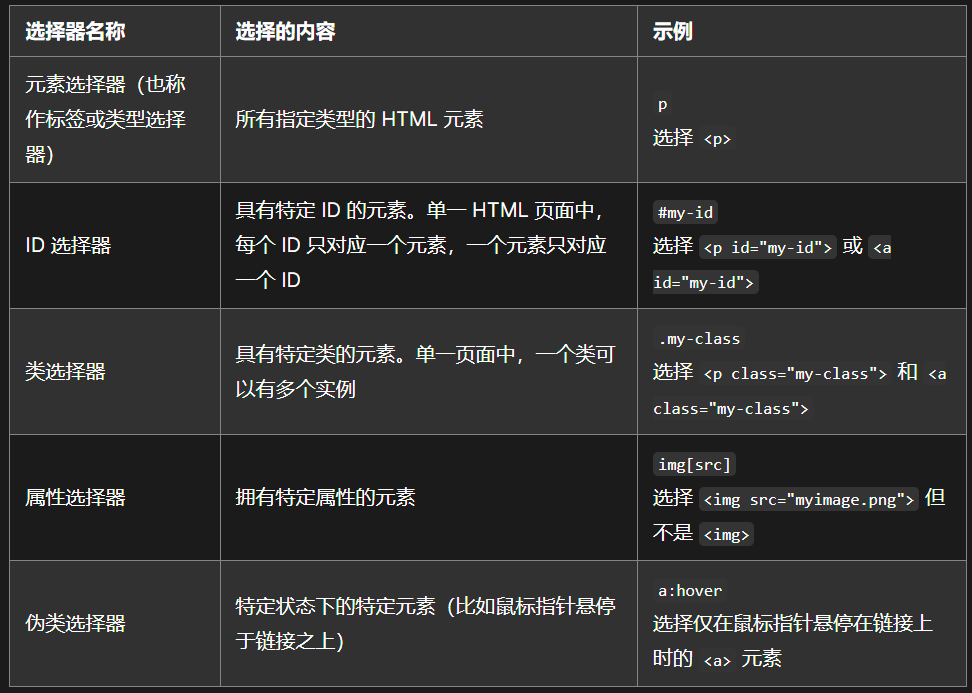 选择器名称
选择的内容
示例
元素选择器（也称
作标签或类型选择
器）
所有指定类型的 HTML 元素
p
选择 <p>
ID 选择器
具有特定 ID 的元素。单一 HTML 页面中，
每个 ID 只对应一个元素，一个元素只对应
一个 ID
#my-id
选择 <p id="my-id"> 或 <a
id="my-id">
类选择器
具有特定类的元素。单一页面中，一个类可
以有多个实例
.my-class
选择 <p class="my-class"> 和 <a
class="my-class">
属性选择器
拥有特定属性的元素
img[src]
选择 <img src="myimage.png"> 但
不是 <img>
伪类选择器
特定状态下的特定元素（比如鼠标指针悬停
于链接之上）
a:hover
选择仅在鼠标指针悬停在链接上
时的 <a> 元素